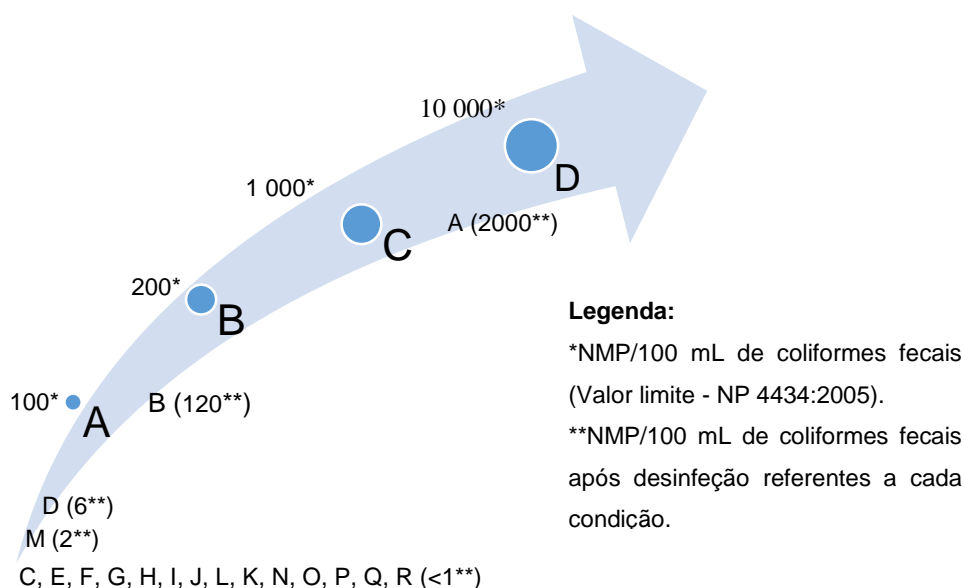 10 000*
D
1 000*
C
A (2000**)
200*
B
Legenda:
*NMP/100 mL de coliformes fecais
(Valor limite - NP 4434:2005).
**NMP/100 mL de coliformes fecais
após desinfeção referentes a cada
condição.
100*
A
B (120**)
D (6**)
M (2**)
C, E, F, G, H, I, J, L, K, N, O, P, Q, R (<1**)